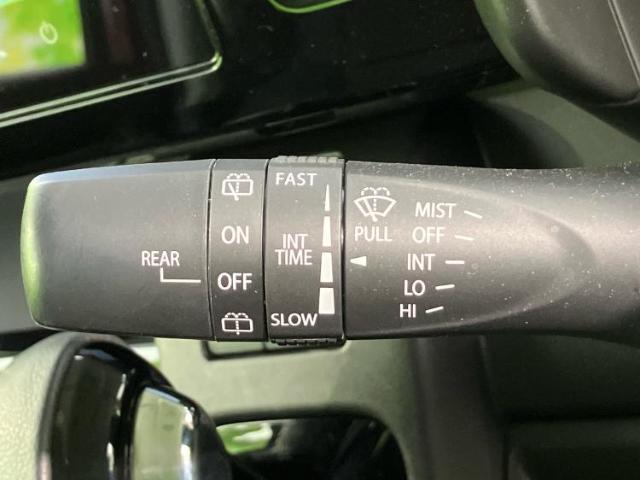 REAR
ON
OFF
FAST
INT
TIME
SLOW
PULL
MIST
OFF
INT
LO
HI